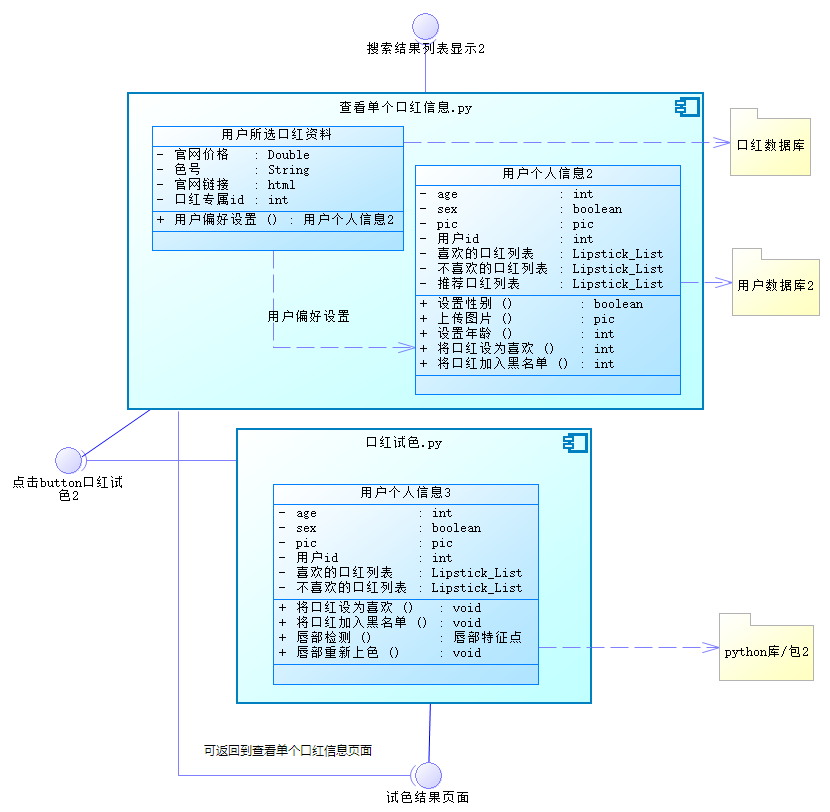 搜索结果列表显示2
查看单个口红信息.py
用户所选口红资料
- 官网价格 : Double
- 色号 : String
- 官网链接 : html
- 口红专属id : int
+ 用户偏好设置 () : 用户个人信息2
口红数据库
用户个人信息2
- age : int
- sex : boolean
- pic : pic
- 用户id : int
- 喜欢的口红列表 : Lipstick_List
- 不喜欢的口红列表 : Lipstick_List
- 推荐口红列表 : Lipstick_List
+ 设置性别 () : boolean
+ 上传图片 () : pic
+ 设置年龄 () : int
+ 将口红设为喜欢 () : int
+ 将口红加入黑名单 () : int
用户数据库2
用户偏好设置
点击button口红试
色2
口红试色.py
用户个人信息3
- age : int
- sex : boolean
- pic : pic
- 用户id : int
- 喜欢的口红列表 : Lipstick_List
- 不喜欢的口红列表 : Lipstick_List
+ 将口红设为喜欢 () : void
+ 将口红加入黑名单 () : void
+ 唇部检测 () : 唇部特征点
+ 唇部重新上色 () : void
python库/包2
可返回到查看单个口红信息页面
试色结果页面